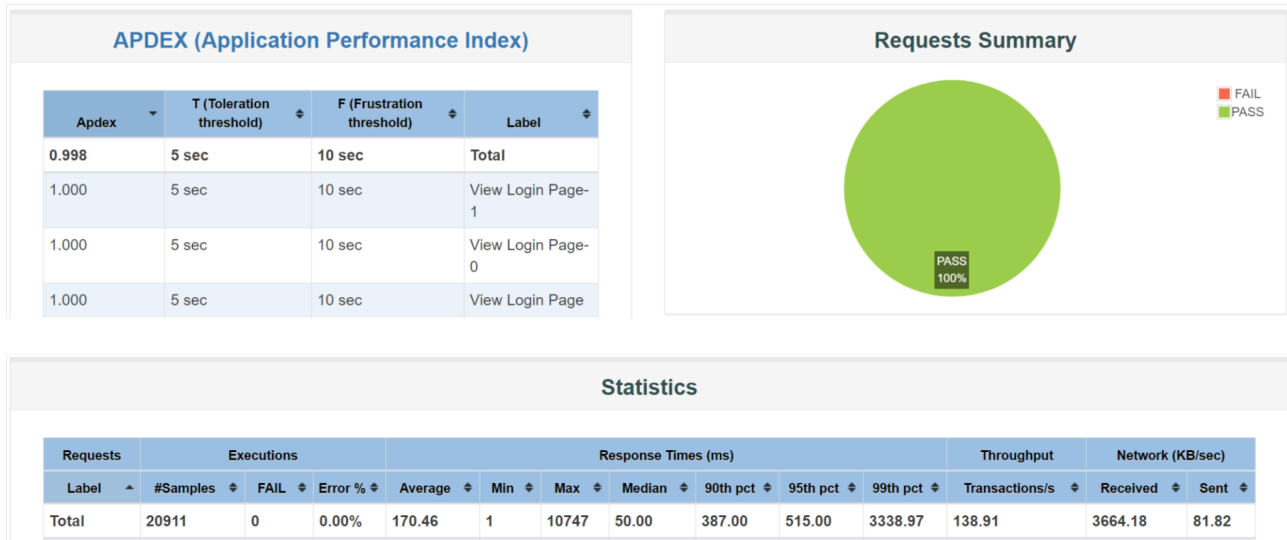 APDEX (Application Performance Index)
Apdex T (Toleration threshold) F (Frustration threshold) Label
0.998 5 sec 10 sec Total
1.000 5 sec 10 sec View Login Page-1
1.000 5 sec 10 sec View Login Page-0
1.000 5 sec 10 sec View Login Page
Requests Summary
FAIL
PASS
PASS
100%
Statistics
Requests Executions Response Times (ms) Throughput Network (KB/sec)
Label #Samples FAIL Error % Average Min Max Median 90th pct 95th pct 99th pct Transactions/s Received Sent
Total 20911 0 0.00% 170.46 1 10747 50.00 387.00 515.00 3338.97 138.91 3664.18 81.82